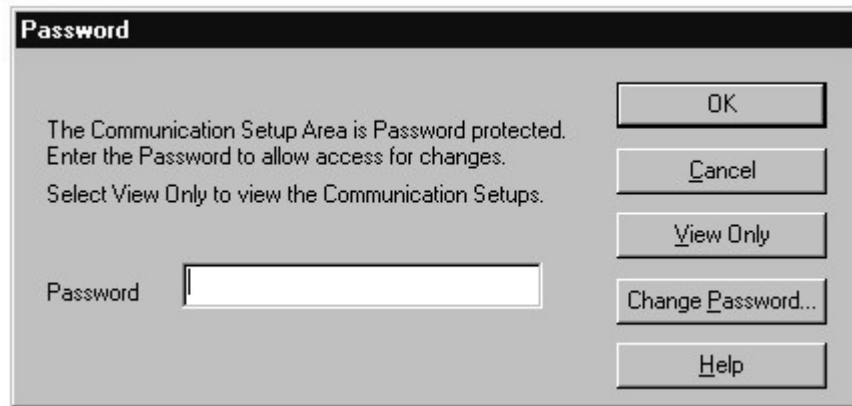 Password
The Communication Setup Area is Password protected.
Enter the Password to allow access for changes.
Select View Only to view the Communication Setups.
Password
OK
Cancel
View Only
Change Password...
Help